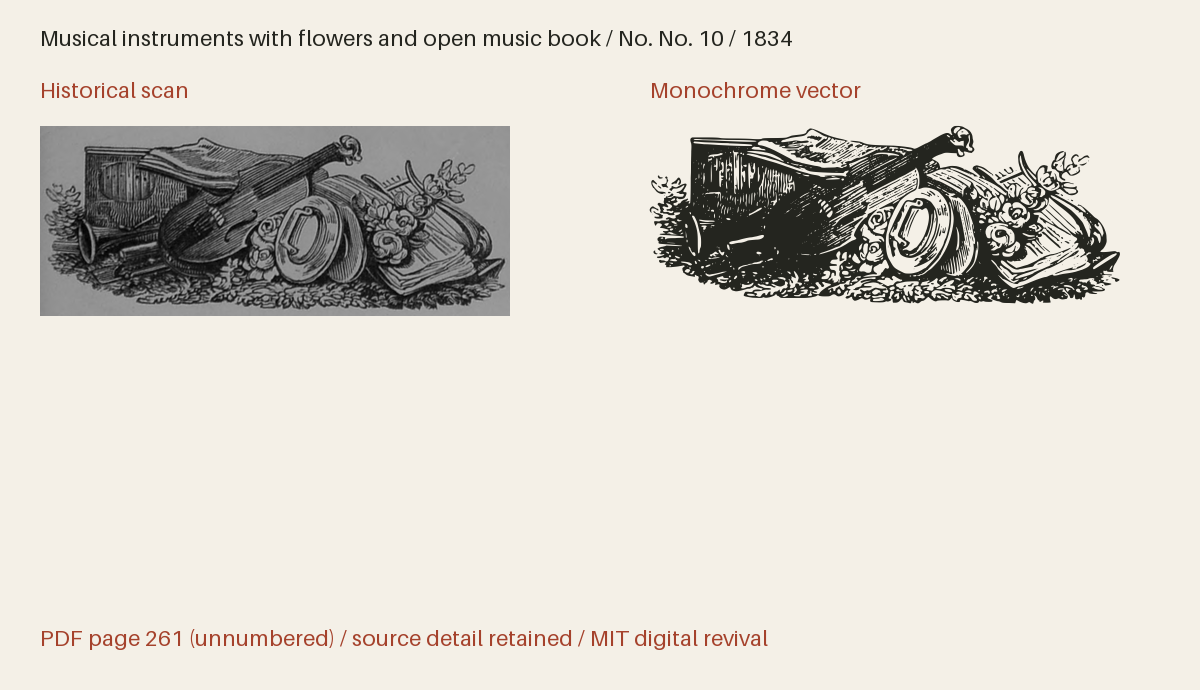 Musical instruments with flowers and open music book / No. No. 10 / 1834
Historical scan
Monochrome vector
PDF page 261 (unnumbered) / source detail retained / MIT digital revival